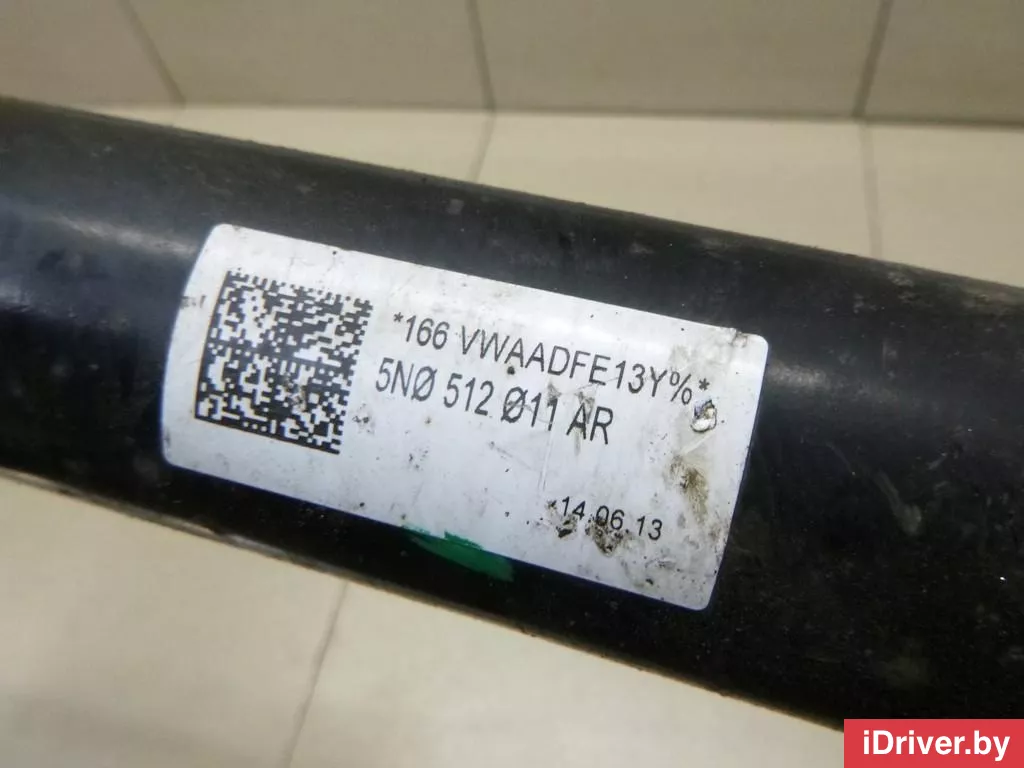 *166 VWAADFE13Y%*
5NØ 512 Ø11 AR
14.06.13
iDriver.by